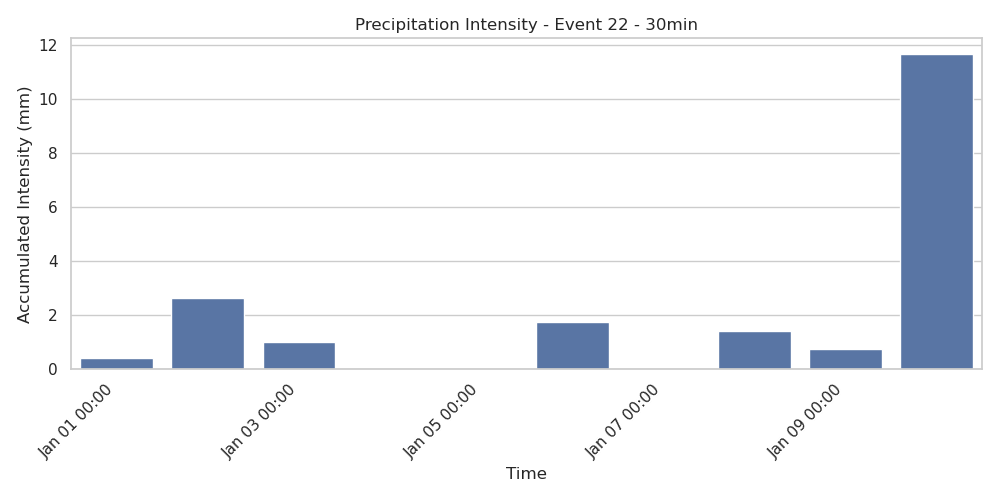 Precipitation Intensity - Event 22 - 30min
Accumulated Intensity (mm)
12
10
8
6
4
2
0
Jan 01 00:00
Jan 03 00:00
Jan 05 00:00
Jan 07 00:00
Jan 09 00:00
Time